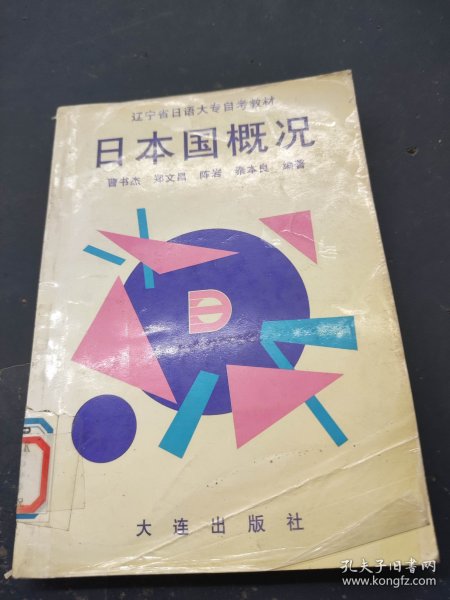 辽宁省日语大专自考教材
日本国概况
曹书杰 郑文昌 陈岩 秦本良 编著
大连出版社
孔夫子旧书网
www.kongfz.com